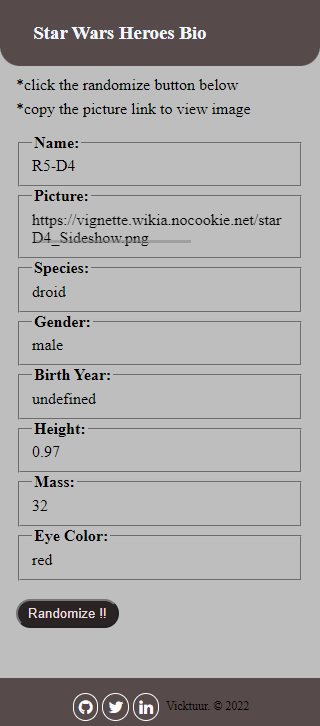 Star Wars Heroes Bio
*click the randomize button below
*copy the picture link to view image
Name:
R5-D4
Picture:
https://vignette.wikia.nocookie.net/star
D4_Sideshow.png
Species:
droid
Gender:
male
Birth Year:
undefined
Height:
0.97
Mass:
32
Eye Color:
red
Randomize !!
in
Vicktuur. © 2022